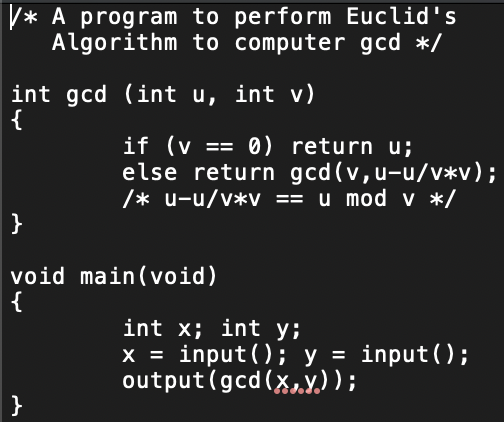 /* A program to perform Euclid's
   Algorithm to computer gcd */

int gcd (int u, int v)
{
        if (v == 0) return u;
        else return gcd(v,u-u/v*v);
        /* u-u/v*v == u mod v */
}

void main(void)
{
        int x; int y;
        x = input(); y = input();
        output(gcd(x,y));
}